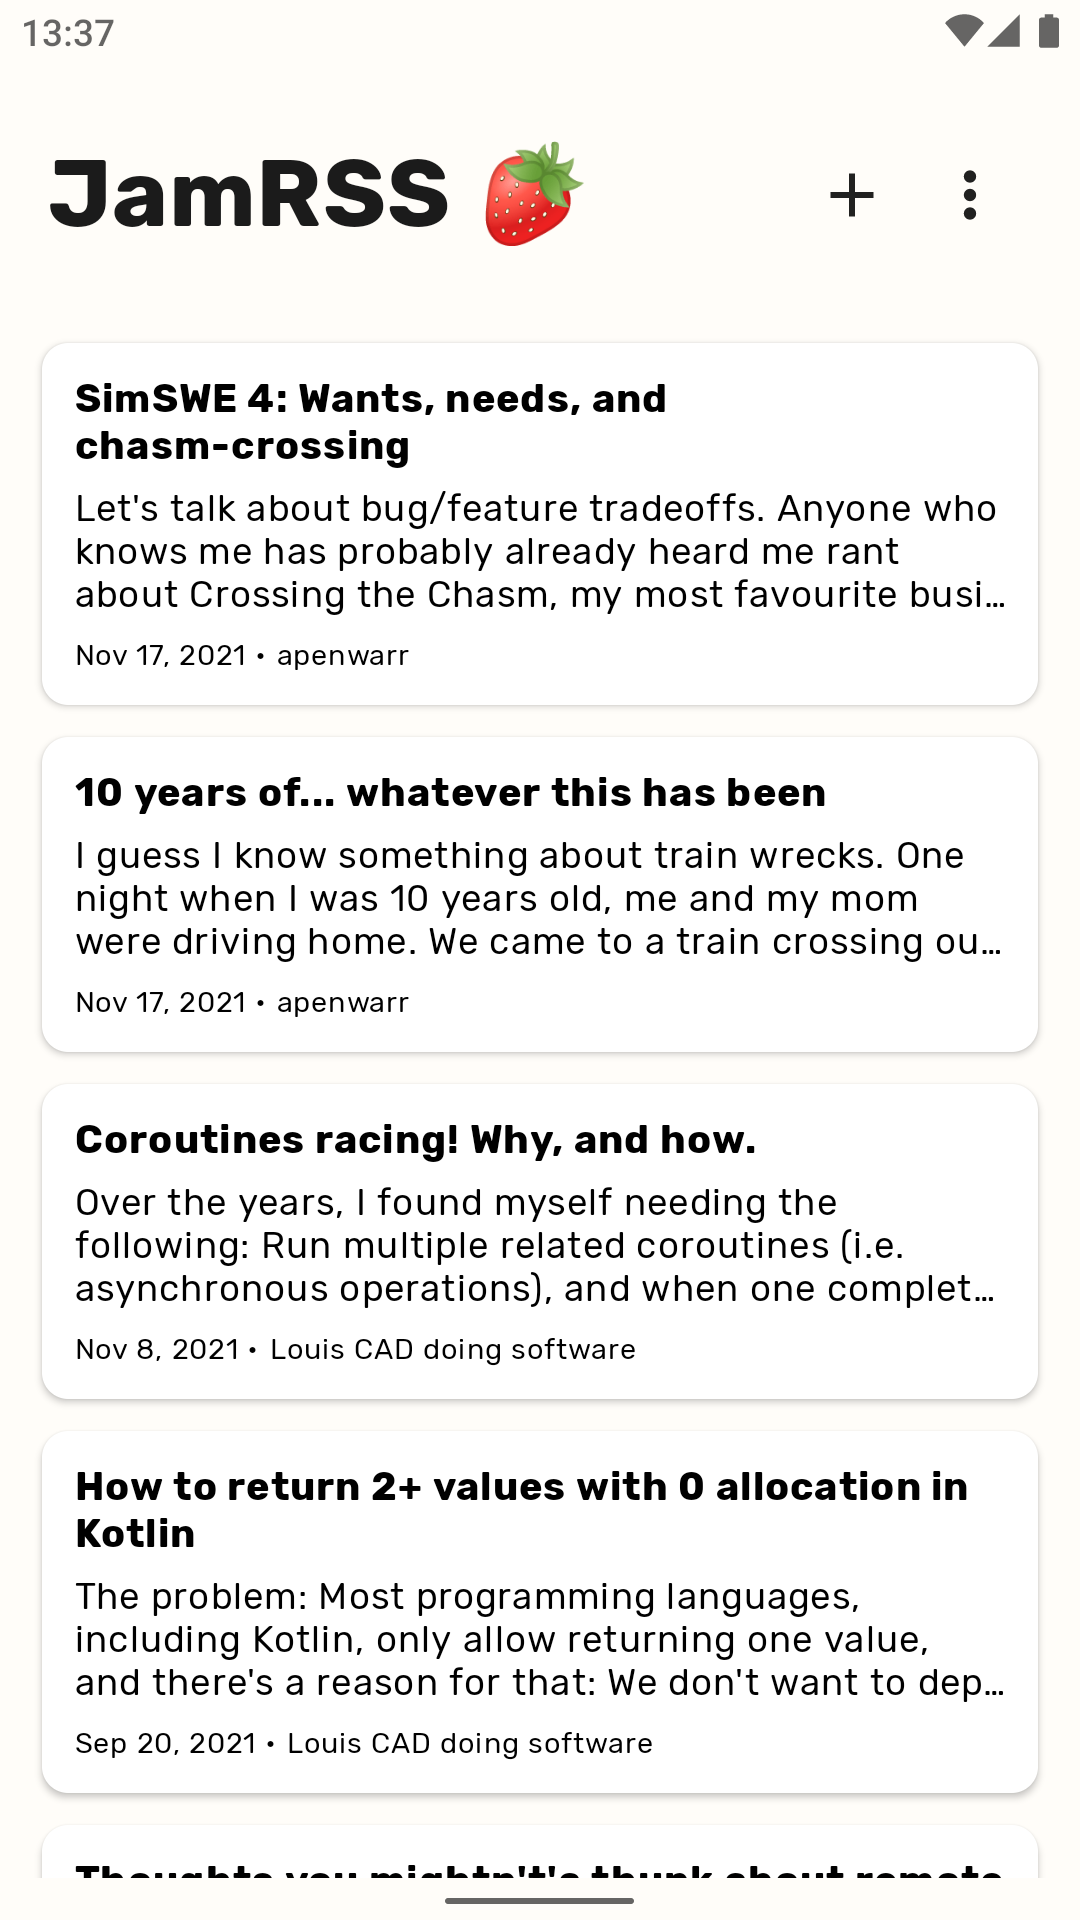 13:37
JamRSS 🍓
SimSWE 4: Wants, needs, and
chasm-crossing
Let's talk about bug/feature tradeoffs. Anyone who
knows me has probably already heard me rant
about Crossing the Chasm, my most favourite busi…
Nov 17, 2021 • apenwarr
10 years of... whatever this has been
I guess I know something about train wrecks. One
night when I was 10 years old, me and my mom
were driving home. We came to a train crossing ou…
Nov 17, 2021 • apenwarr
Coroutines racing! Why, and how.
Over the years, I found myself needing the
following: Run multiple related coroutines (i.e.
asynchronous operations), and when one complet…
Nov 8, 2021 • Louis CAD doing software
How to return 2+ values with 0 allocation in
Kotlin
The problem: Most programming languages,
including Kotlin, only allow returning one value,
and there's a reason for that: We don't want to dep…
Sep 20, 2021 • Louis CAD doing software
Thoughts you mightn't've thunk about remote